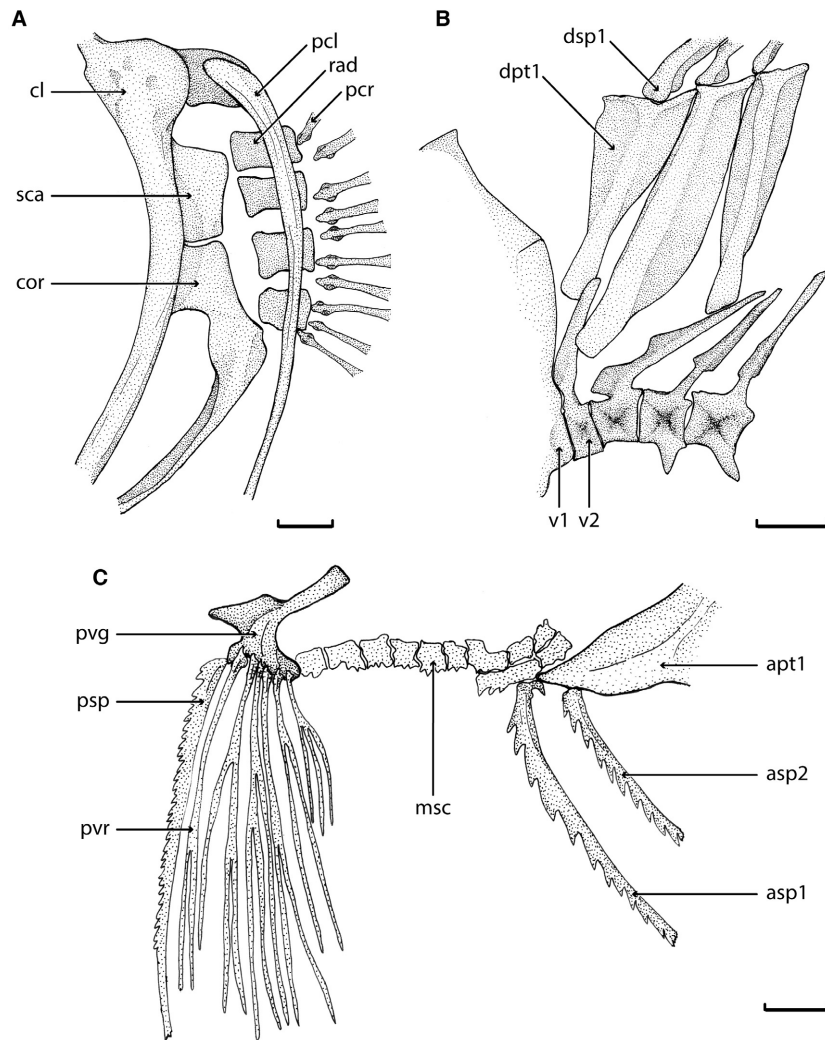 A
pcl
rad
pcr
cl
sca
cor
B
dsp1
dpt1
v1
v2
C
pvg
psp
pvr
msc
apt1
asp2
asp1